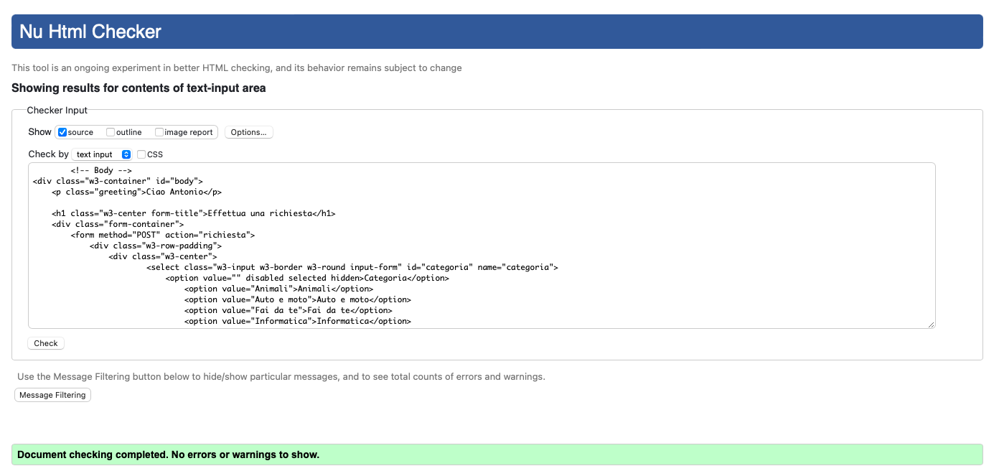 Nu Html Checker
This tool is an ongoing experiment in better HTML checking, and its behavior remains subject to change
Showing results for contents of text-input area
Checker Input
Show source outline image report Options...
Check by text input CSS
<!-- Body -->
<div class="w3-container" id="body">
<p class="greeting">Ciao Antonio</p>
<h1 class="w3-center form-title">Effettua una richiesta</h1>
<div class="form-container">
<form method="POST" action="richiesta">
<div class="w3-row-padding">
<div class="w3-center">
<select class="w3-input w3-border w3-round input-form" id="categoria" name="categoria">
<option value="" disabled selected hidden>Categoria</option>
<option value="Animali">Animali</option>
<option value="Auto e moto">Auto e moto</option>
<option value="Fai da te">Fai da te</option>
<option value="Informatica">Informatica</option>
Check
Use the Message Filtering button below to hide/show particular messages, and to see total counts of errors and warnings.
Message Filtering
Document checking completed. No errors or warnings to show.